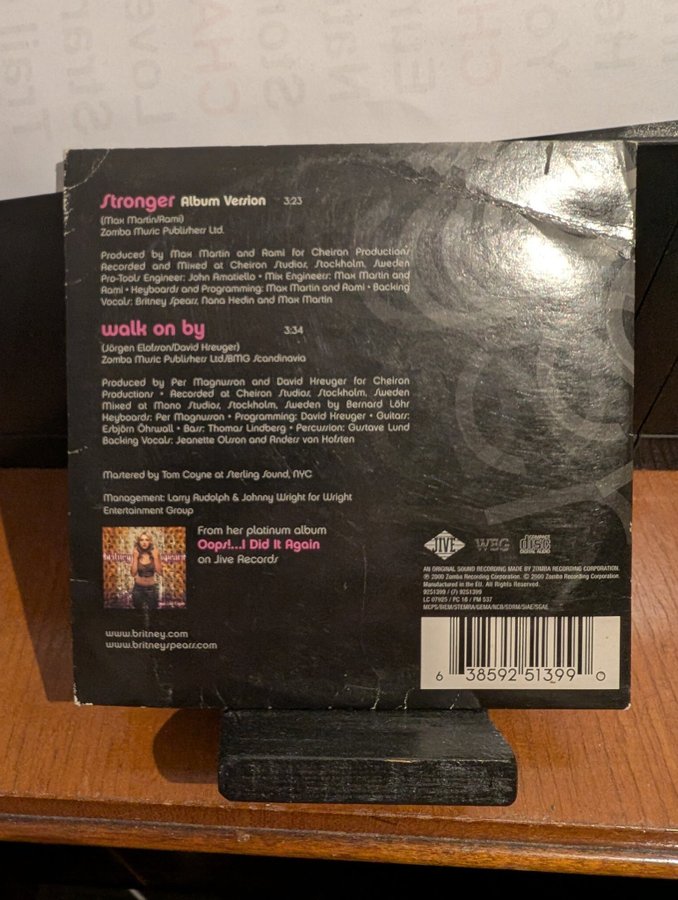 Stronger Album Version 3:23
(Max Martin/Rami)
Zomba Music Publishers Ltd.
Produced by Max Martin and Rami for Cheiron Productions
Recorded and Mixed at Cheiron Studios, Stockholm, Sweden
Pro-Tools Engineer: John Amatiello • Mix Engineers: Max Martin and
Rami • Keyboards and Programming: Max Martin and Rami • Backing
Vocals: Britney Spears, Nana Hedin and Max Martin
walk on by 3:34
(Jörgen Elofsson/David Kreuger)
Zomba Music Publishers Ltd/BMG Scandinavia
Produced by Per Magnusson and David Kreuger for Cheiron
Productions • Recorded at Cheiron Studios, Stockholm, Sweden
Mixed at Mono Studios, Stockholm, Sweden by Bernard Löhr
Keyboards: Per Magnusson • Programming: David Kreuger • Guitars:
Esbjörn Öhrwall • Bass: Thomas Lindberg • Percussion: Gustave Lund
Backing Vocals: Jeanette Olsson and Anders von Hofsten
Mastered by Tom Coyne at Sterling Sound, NYC
Management: Larry Rudolph & Johnny Wright for Wright
Entertainment Group
britney spears
From her platinum album
Oops!...i Did It Again
on Jive Records
www.britney.com
www.britneyspears.com
JIVE WEG COMPACT disc DIGITAL AUDIO
AN ORIGINAL SOUND RECORDING MADE BY ZOMBA RECORDING CORPORATION.
℗ 2000 Zomba Recording Corporation. © 2000 Zomba Recording Corporation.
Manufactured in the EU. All Rights Reserved.
9251399 / (7) 9251399
LC 07925 / PC 16 / PM 537
MCPS/BIEM/STEMRA/GEMA/NCB/SDRM/SIAE/SGAE
6 38592 51399 0